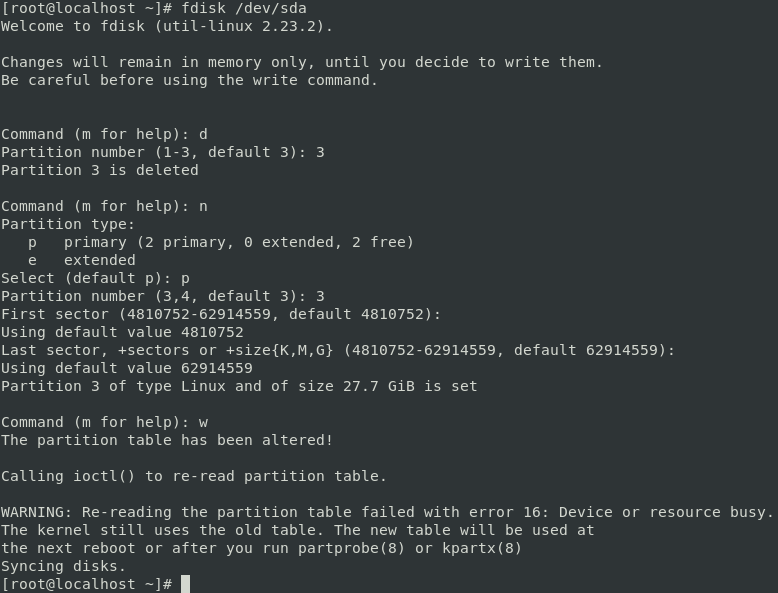 [root@localhost ~]# fdisk /dev/sda
Welcome to fdisk (util-linux 2.23.2).

Changes will remain in memory only, until you decide to write them.
Be careful before using the write command.


Command (m for help): d
Partition number (1-3, default 3): 3
Partition 3 is deleted

Command (m for help): n
Partition type:
   p   primary (2 primary, 0 extended, 2 free)
   e   extended
Select (default p): p
Partition number (3,4, default 3): 3
First sector (4810752-62914559, default 4810752):
Using default value 4810752
Last sector, +sectors or +size{K,M,G} (4810752-62914559, default 62914559):
Using default value 62914559
Partition 3 of type Linux and of size 27.7 GiB is set

Command (m for help): w
The partition table has been altered!

Calling ioctl() to re-read partition table.

WARNING: Re-reading the partition table failed with error 16: Device or resource busy.
The kernel still uses the old table. The new table will be used at
the next reboot or after you run partprobe(8) or kpartx(8)
Syncing disks.
[root@localhost ~]#